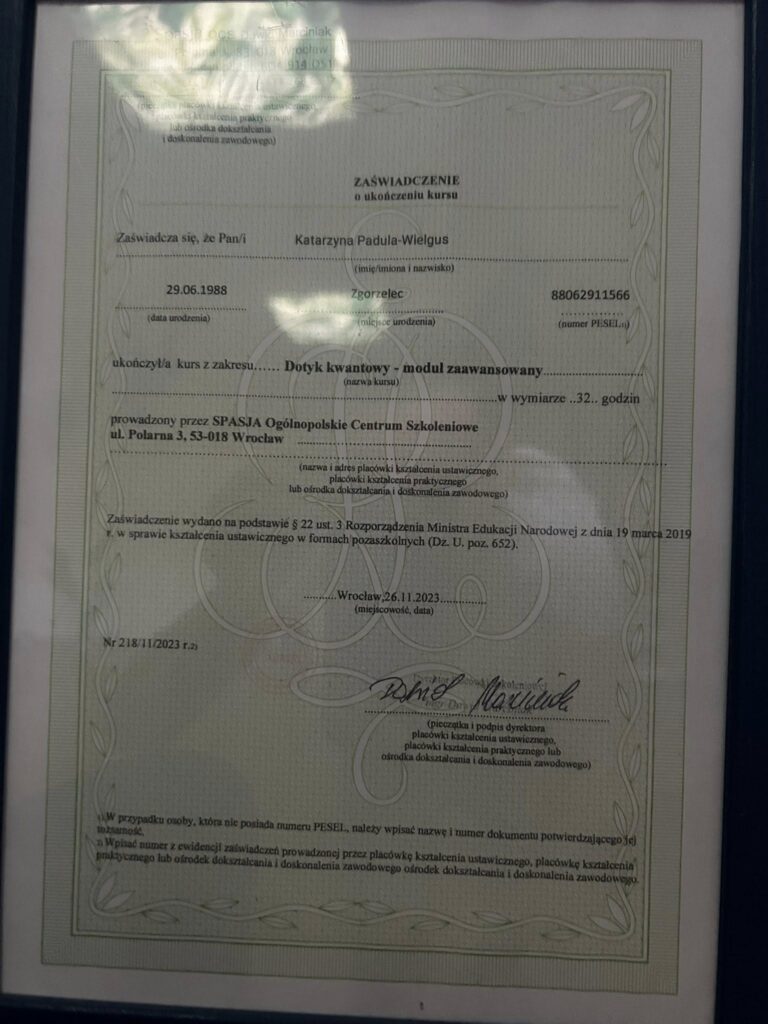 Marciniak
53-018 Wrocław
(pieczątka placówki kształcenia ustawicznego,
placówki kształcenia praktycznego
lub ośrodka dokształcania
i doskonalenia zawodowego)
ZAŚWIADCZENIE
o ukończeniu kursu
Zaświadcza się, że Pan/i Katarzyna Padula-Wielgus
(imię/imiona i nazwisko)
29.06.1988 Zgorzelec 88062911566
(data urodzenia) (miejsce urodzenia) (numer PESEL1)
ukończył/a kurs z zakresu...... Dotyk kwantowy - moduł zaawansowany
(nazwa kursu)
w wymiarze ..32.. godzin
prowadzony przez SPASJA Ogólnopolskie Centrum Szkoleniowe
ul. Polarna 3, 53-018 Wrocław
(nazwa i adres placówki kształcenia ustawicznego,
placówki kształcenia praktycznego
lub ośrodka dokształcania i doskonalenia zawodowego)
Zaświadczenie wydano na podstawie § 22 ust. 3 Rozporządzenia Ministra Edukacji Narodowej z dnia 19 marca 2019
r. w sprawie kształcenia ustawicznego w formach pozaszkolnych (Dz. U. poz. 652).
Wrocław,26.11.2023
(miejscowość, data)
Nr 218/11/2023 r.2)
(pieczątka i podpis dyrektora
placówki kształcenia ustawicznego,
placówki kształcenia praktycznego lub
ośrodka dokształcania i doskonalenia zawodowego)
1) W przypadku osoby, która nie posiada numeru PESEL, należy wpisać nazwę i numer dokumentu potwierdzającego jej
tożsamość.
2) Wpisać numer z ewidencji zaświadczeń prowadzonej przez placówkę kształcenia ustawicznego, placówkę kształcenia
praktycznego lub ośrodek dokształcania i doskonalenia zawodowego ośrodek dokształcania i doskonalenia zawodowego.